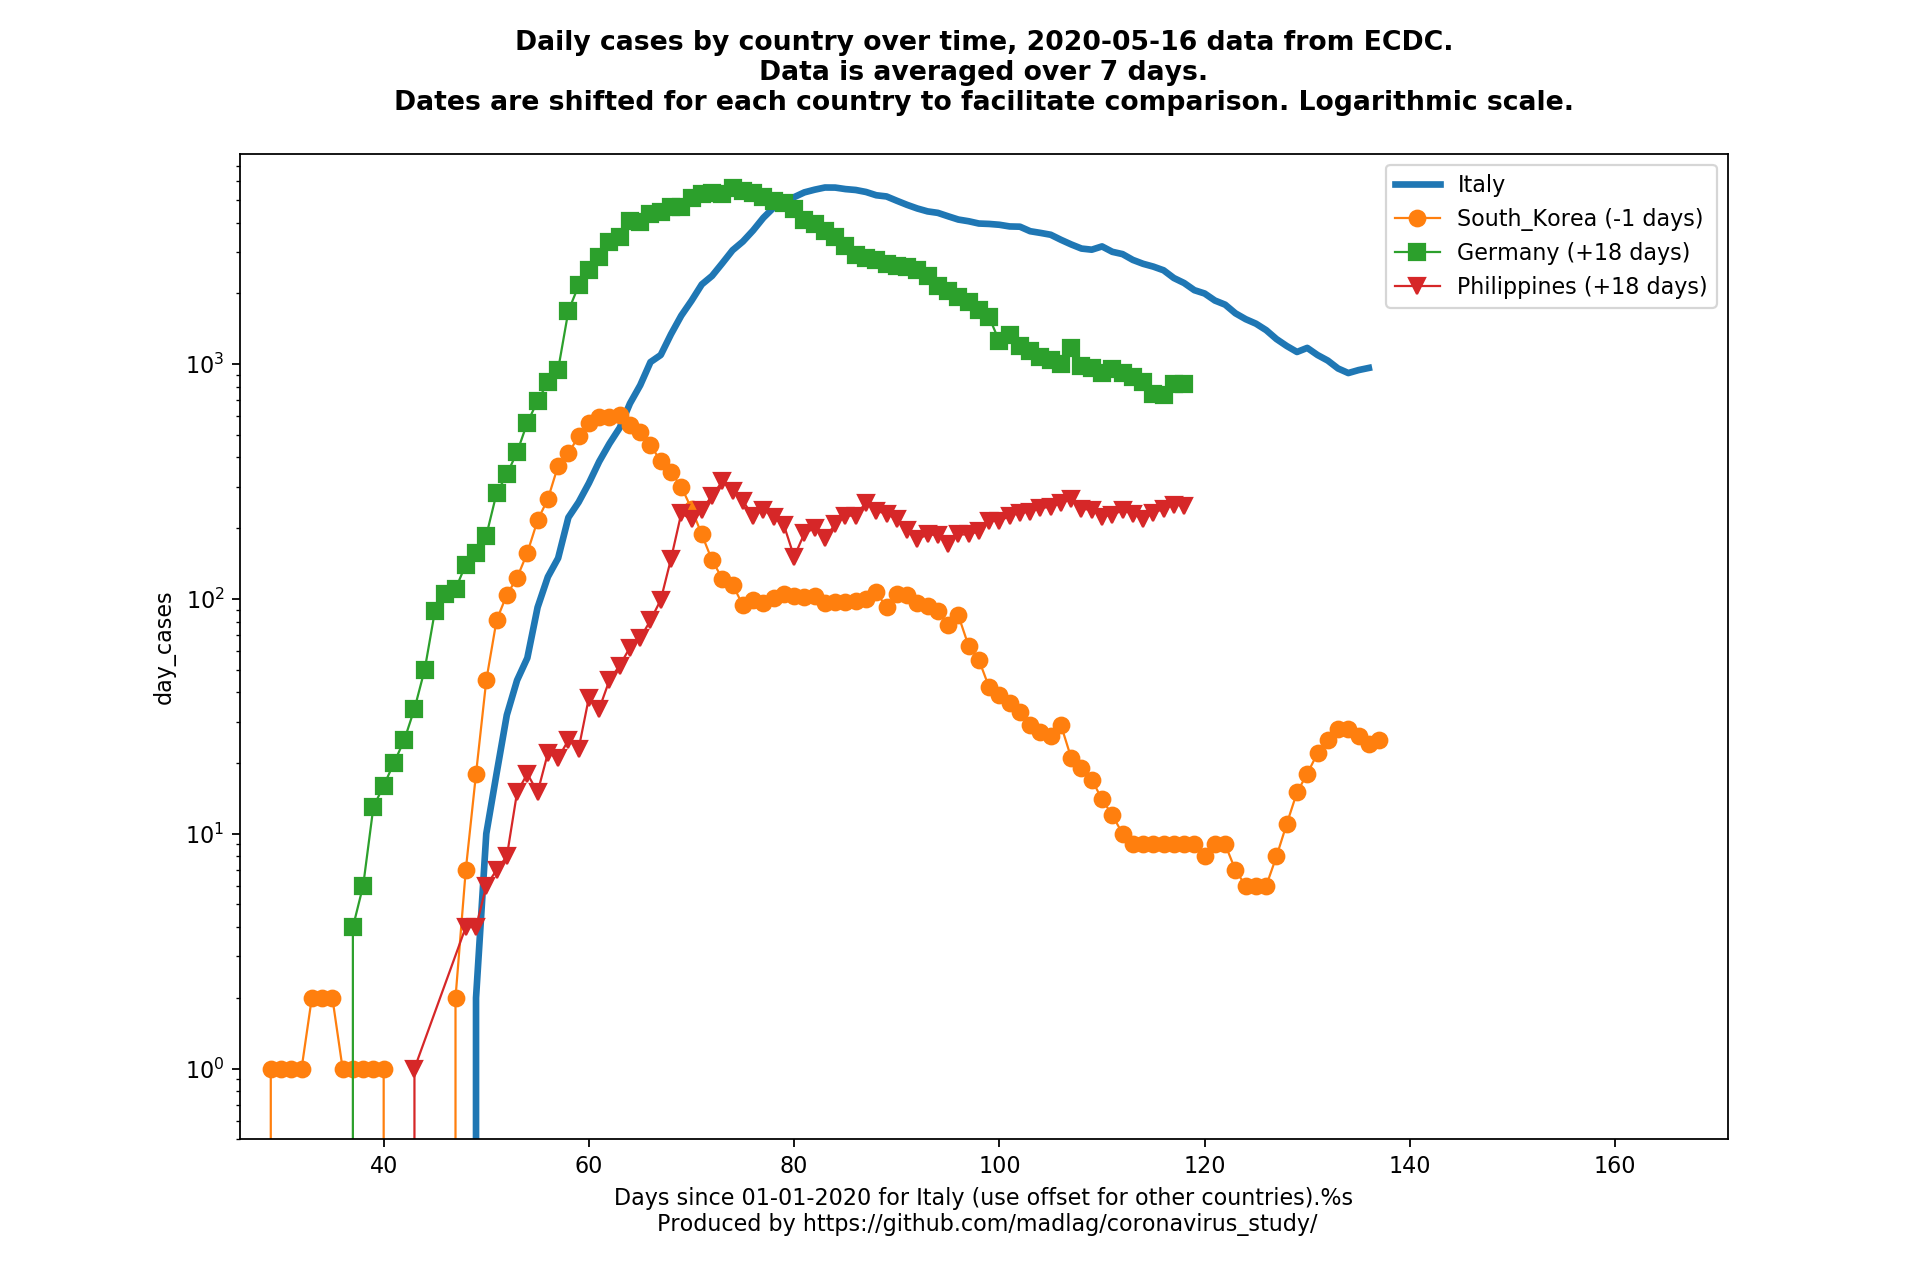 Daily cases by country over time, 2020-05-16 data from ECDC.
Data is averaged over 7 days.
Dates are shifted for each country to facilitate comparison. Logarithmic scale.
Italy
South_Korea (-1 days)
Germany (+18 days)
Philippines (+18 days)
day_cases
10³
10²
10¹
10⁰
40 60 80 100 120 140 160
Days since 01-01-2020 for Italy (use offset for other countries).%s
Produced by https://github.com/madlag/coronavirus_study/